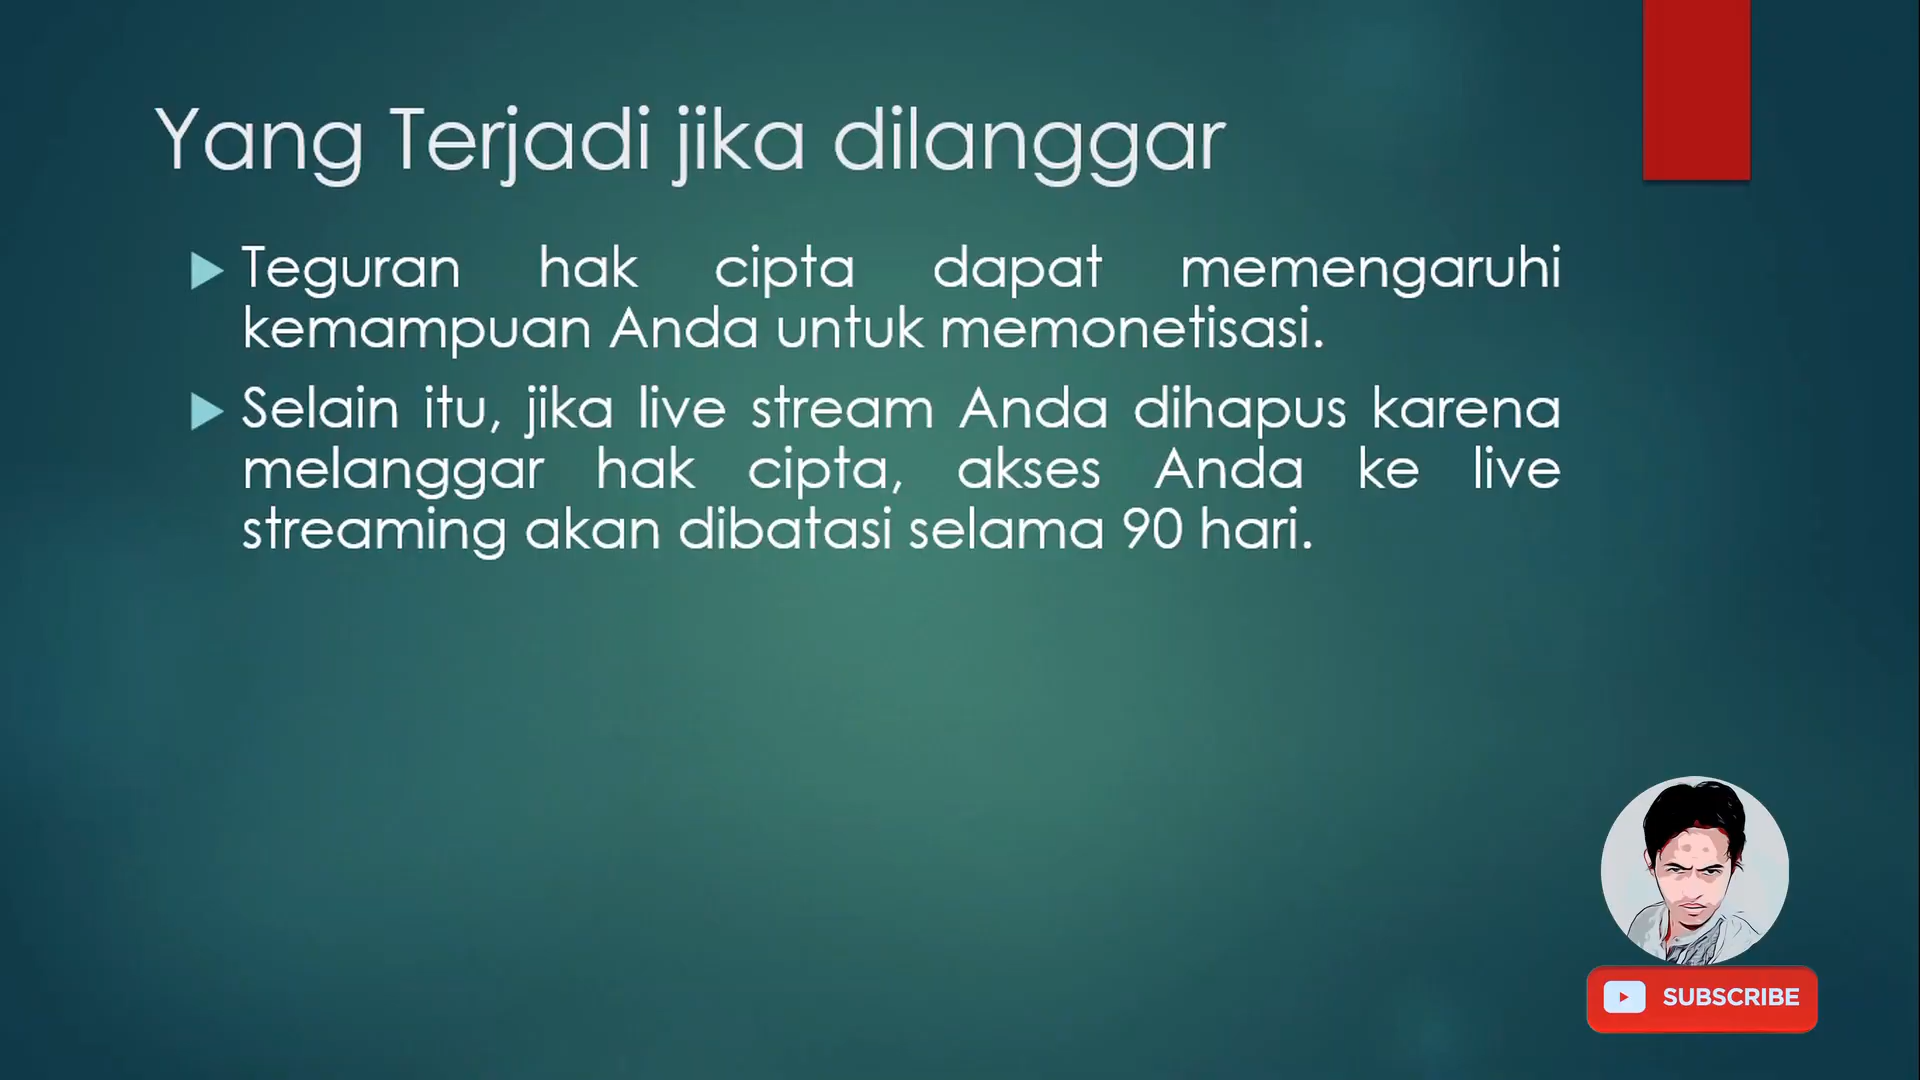 Yang Terjadi jika dilanggar
Teguran hak cipta dapat memengaruhi
kemampuan Anda untuk memonetisasi.
Selain itu, jika live stream Anda dihapus karena
melanggar hak cipta, akses Anda ke live
streaming akan dibatasi selama 90 hari.
SUBSCRIBE